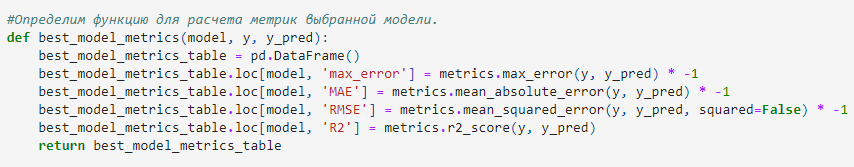 #Определим функцию для расчета метрик выбранной модели.
def best_model_metrics(model, y, y_pred):
    best_model_metrics_table = pd.DataFrame()
    best_model_metrics_table.loc[model, 'max_error'] = metrics.max_error(y, y_pred) * -1
    best_model_metrics_table.loc[model, 'MAE'] = metrics.mean_absolute_error(y, y_pred) * -1
    best_model_metrics_table.loc[model, 'RMSE'] = metrics.mean_squared_error(y, y_pred, squared=False) * -1
    best_model_metrics_table.loc[model, 'R2'] = metrics.r2_score(y, y_pred)
    return best_model_metrics_table